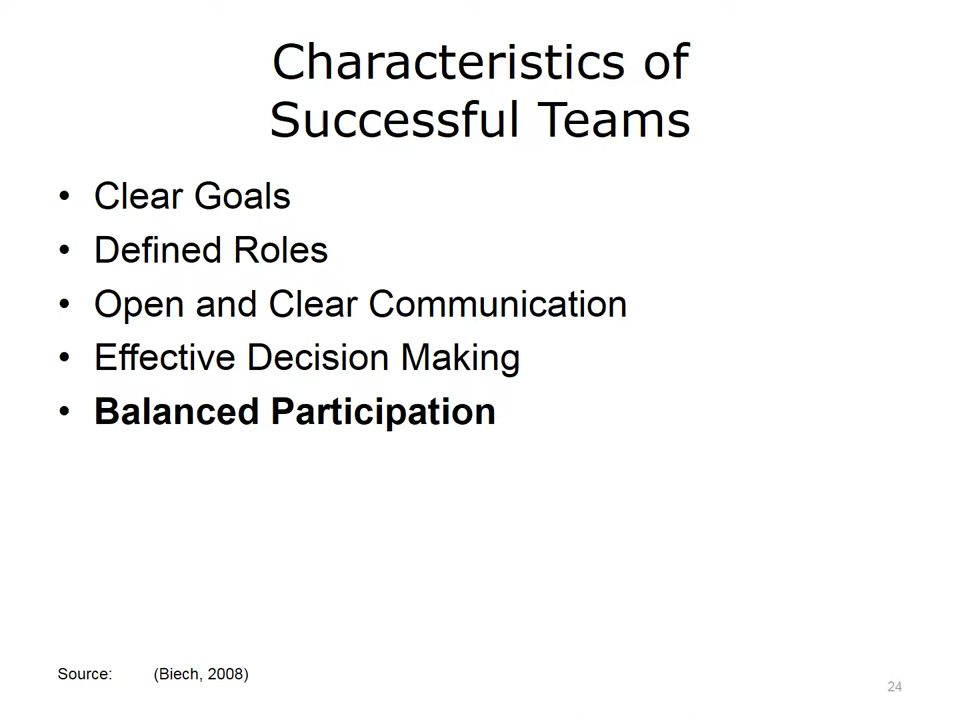 Characteristics of
Successful Teams
• Clear Goals
• Defined Roles
• Open and Clear Communication
• Effective Decision Making
• Balanced Participation
Source: (Biech, 2008)
24